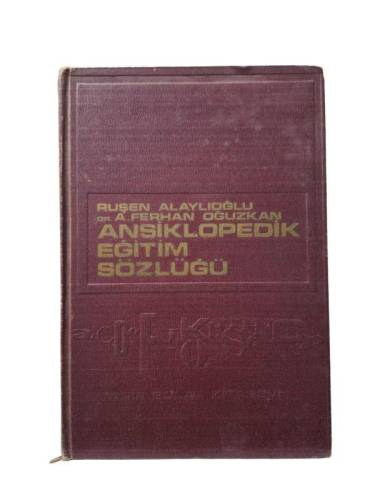 RUŞEN ALAYLIOĞLU
DR A.FERHAN OĞUZKAN
ANSİKLOPEDİK
EĞİTİM
SÖZLÜĞÜ